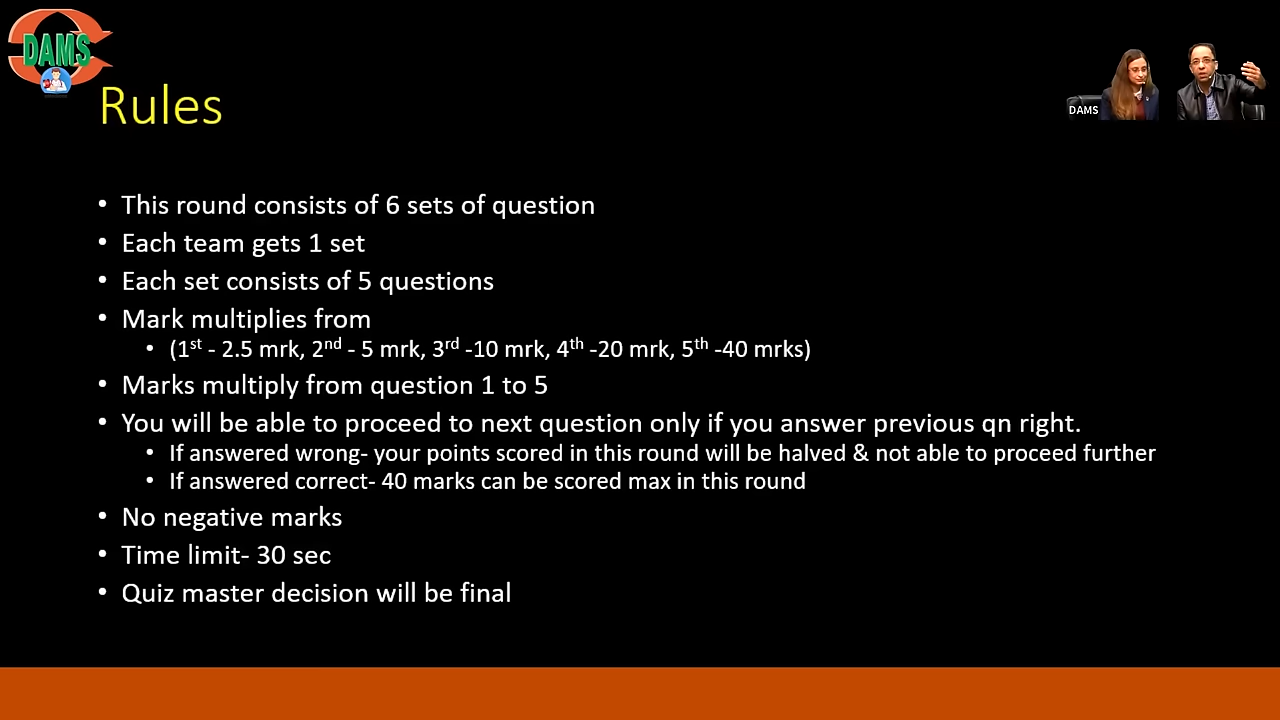 DAMS
Rules
DAMS
• This round consists of 6 sets of question
• Each team gets 1 set
• Each set consists of 5 questions
• Mark multiplies from
• (1st - 2.5 mrk, 2nd - 5 mrk, 3rd -10 mrk, 4th -20 mrk, 5th -40 mrks)
• Marks multiply from question 1 to 5
• You will be able to proceed to next question only if you answer previous qn right.
• If answered wrong- your points scored in this round will be halved & not able to proceed further
• If answered correct- 40 marks can be scored max in this round
• No negative marks
• Time limit- 30 sec
• Quiz master decision will be final